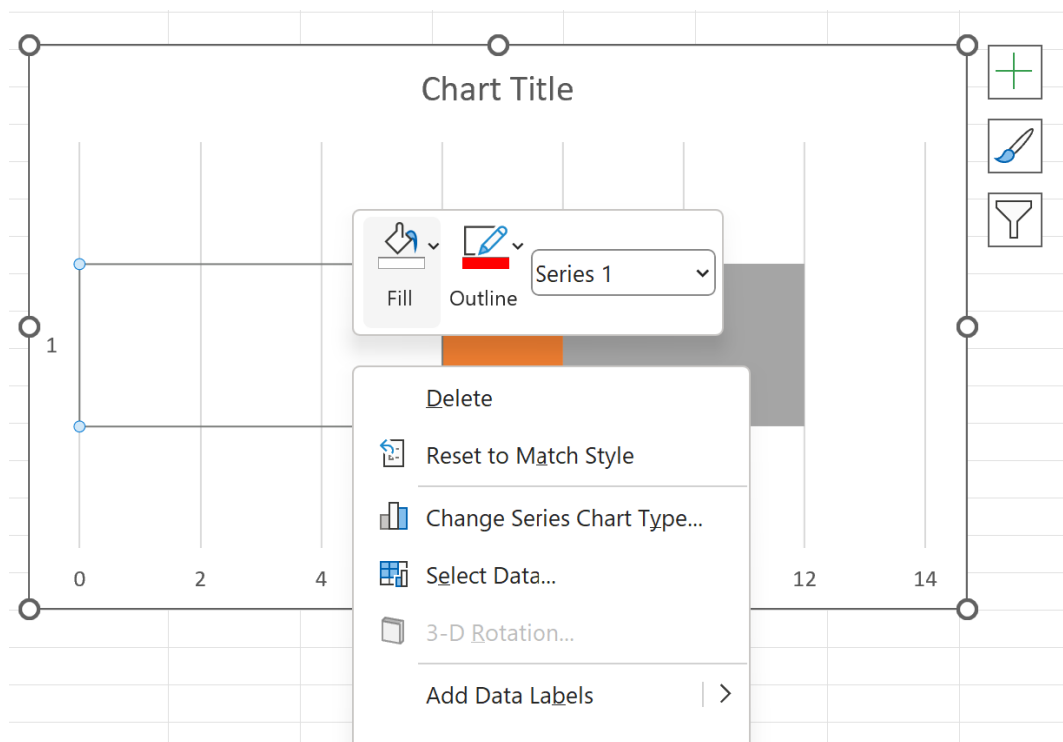 Chart Title
Fill
Outline
Series 1
1
Delete
Reset to Match Style
Change Series Chart Type...
Select Data...
3-D Rotation...
Add Data Labels
0
2
4
12
14